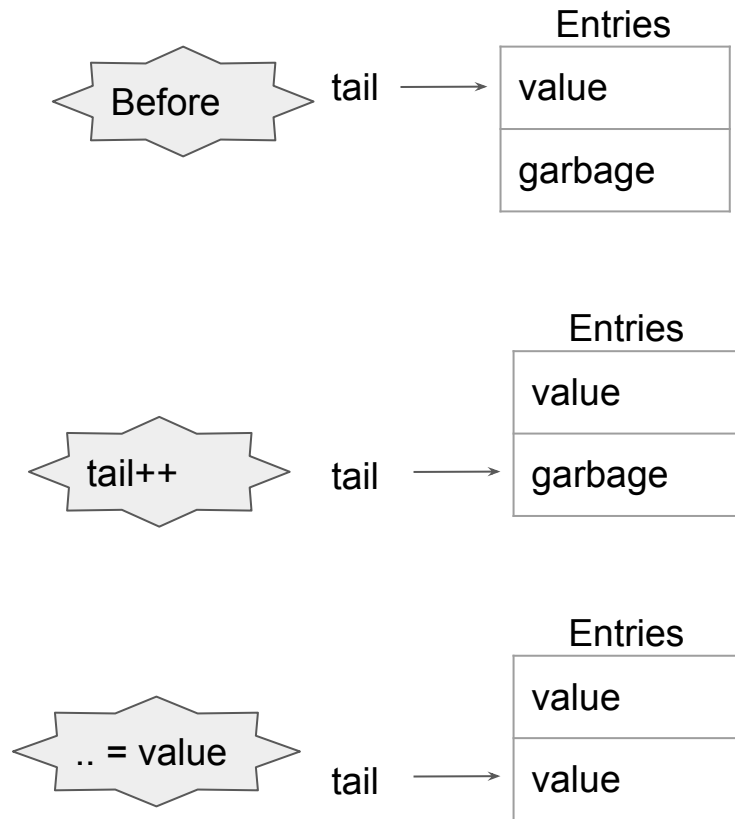 Entries
Before
tail
value
garbage
Entries
value
tail++
tail
garbage
Entries
value
.. = value
tail
value